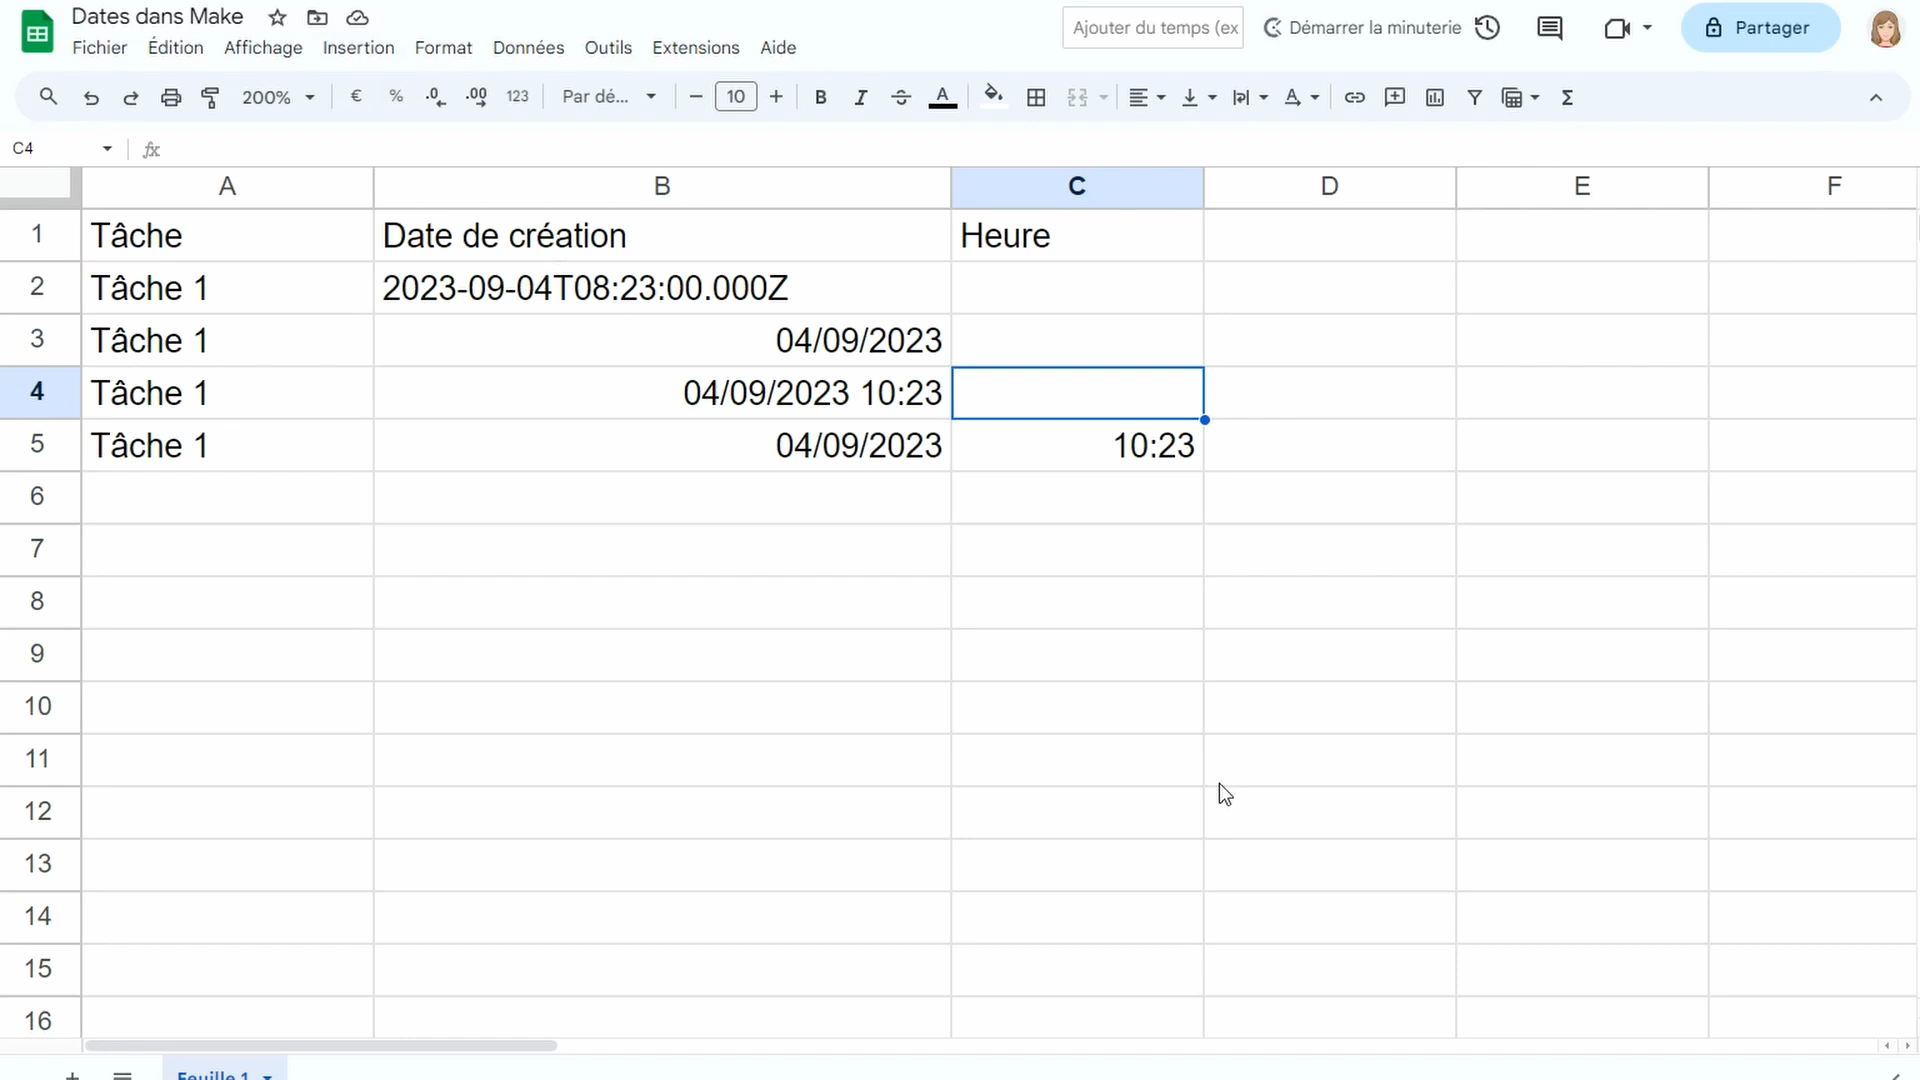 Dates dans Make
Fichier Édition Affichage Insertion Format Données Outils Extensions Aide
Ajouter du temps (ex Démarrer la minuterie Partager
200% € % .0 .00 123 Par dé... − 10 + B I A Σ
C4 fx
A B C D E F
1 Tâche Date de création Heure
2 Tâche 1 2023-09-04T08:23:00.000Z
3 Tâche 1 04/09/2023
4 Tâche 1 04/09/2023 10:23
5 Tâche 1 04/09/2023 10:23
6
7
8
9
10
11
12
13
14
15
16
+ Feuille 1